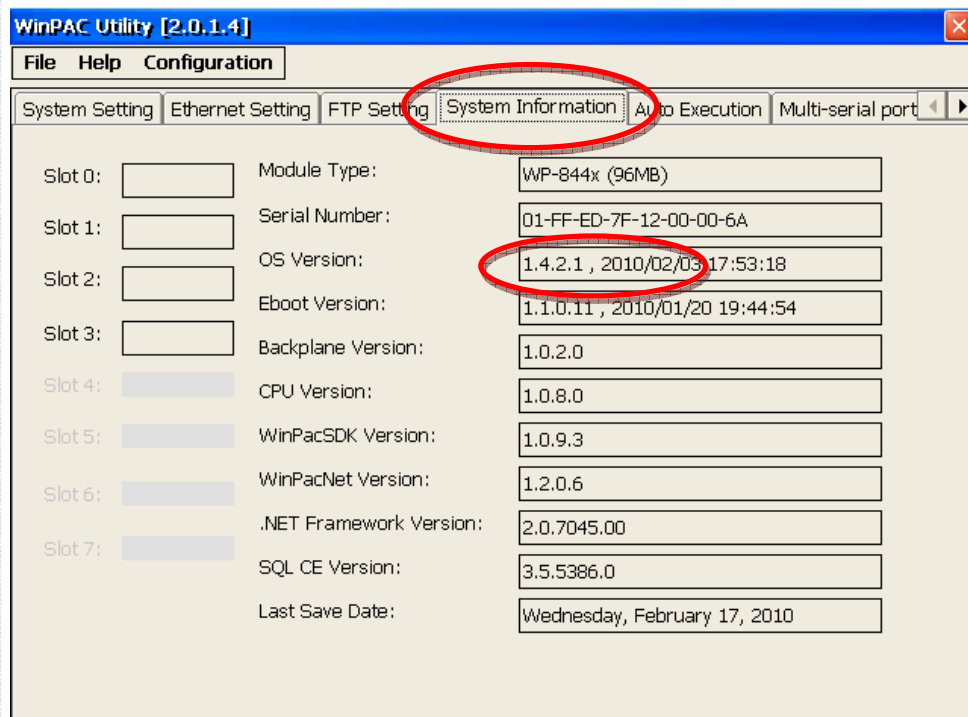 WinPAC Utility [2.0.1.4]
File Help Configuration
System Setting Ethernet Setting FTP Setting System Information Auto Execution Multi-serial port
Slot 0:
Slot 1:
Slot 2:
Slot 3:
Slot 4:
Slot 5:
Slot 6:
Slot 7:
Module Type: WP-844x (96MB)
Serial Number: 01-FF-ED-7F-12-00-00-6A
OS Version: 1.4.2.1 , 2010/02/03 17:53:18
Eboot Version: 1.1.0.11 , 2010/01/20 19:44:54
Backplane Version: 1.0.2.0
CPU Version: 1.0.8.0
WinPacSDK Version: 1.0.9.3
WinPacNet Version: 1.2.0.6
.NET Framework Version: 2.0.7045.00
SQL CE Version: 3.5.5386.0
Last Save Date: Wednesday, February 17, 2010